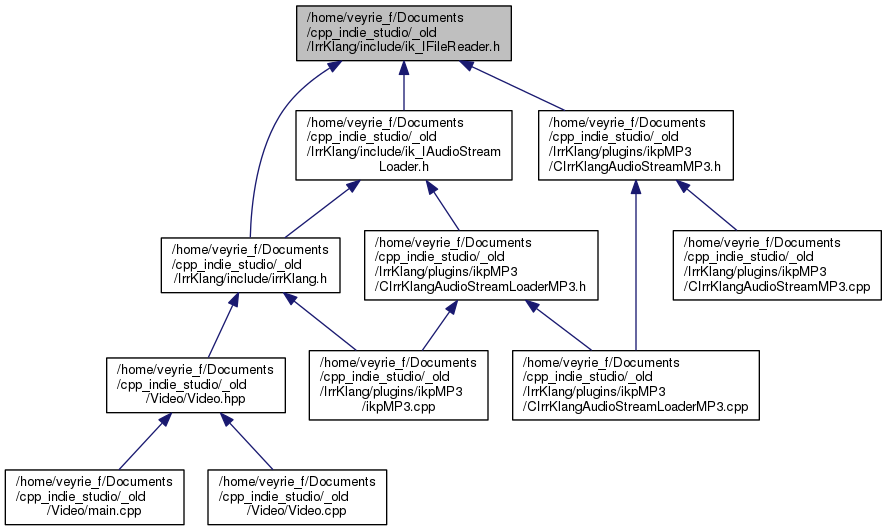 /home/veyrie_f/Documents
/cpp_indie_studio/_old
/IrrKlang/include/ik_IFileReader.h
/home/veyrie_f/Documents
/cpp_indie_studio/_old
/IrrKlang/include/ik_IAudioStream
Loader.h
/home/veyrie_f/Documents
/cpp_indie_studio/_old
/IrrKlang/plugins/ikpMP3
/CIrrKlangAudioStreamMP3.h
/home/veyrie_f/Documents
/cpp_indie_studio/_old
/IrrKlang/include/irrKlang.h
/home/veyrie_f/Documents
/cpp_indie_studio/_old
/IrrKlang/plugins/ikpMP3
/CIrrKlangAudioStreamLoaderMP3.h
/home/veyrie_f/Documents
/cpp_indie_studio/_old
/IrrKlang/plugins/ikpMP3
/CIrrKlangAudioStreamMP3.cpp
/home/veyrie_f/Documents
/cpp_indie_studio/_old
/Video/Video.hpp
/home/veyrie_f/Documents
/cpp_indie_studio/_old
/IrrKlang/plugins/ikpMP3
/ikpMP3.cpp
/home/veyrie_f/Documents
/cpp_indie_studio/_old
/IrrKlang/plugins/ikpMP3
/CIrrKlangAudioStreamLoaderMP3.cpp
/home/veyrie_f/Documents
/cpp_indie_studio/_old
/Video/main.cpp
/home/veyrie_f/Documents
/cpp_indie_studio/_old
/Video/Video.cpp